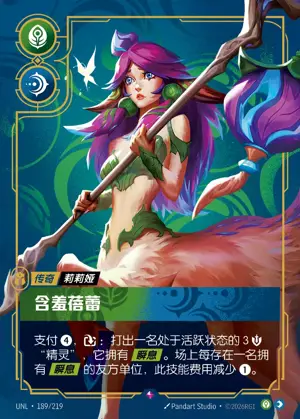 传奇 莉莉娅
含羞蓓蕾
支付 4，：打出一名处于活跃状态的 3
“精灵”，它拥有 瞬息。场上每存在一名拥
有 瞬息 的友方单位，此技能费用减少 1。
UNL · 189/219
Pandart Studio · ©2026RGI